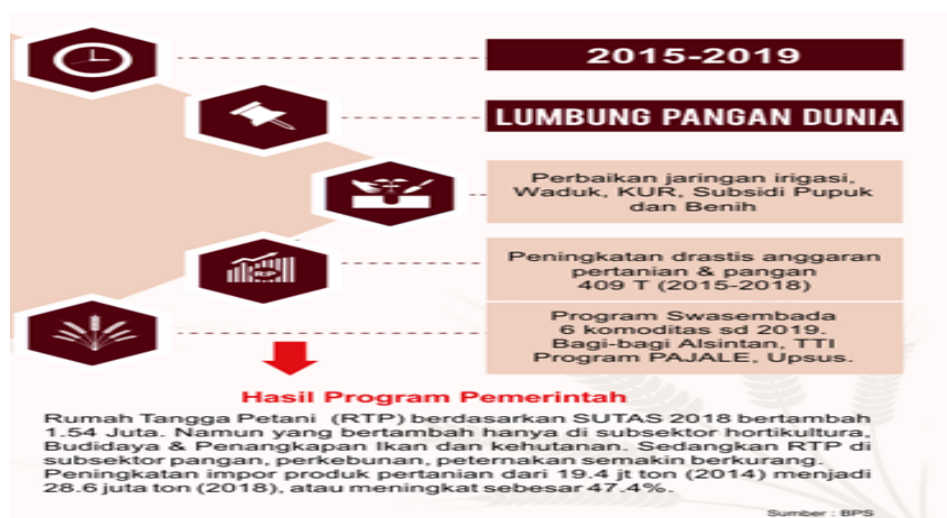 2015-2019
LUMBUNG PANGAN DUNIA
Perbaikan jaringan irigasi,
Waduk, KUR, Subsidi Pupuk
dan Benih
RP
Peningkatan drastis anggaran
pertanian & pangan
409 T (2015-2018)
Program Swasembada
6 komoditas sd 2019.
Bagi-bagi Alsintan, TTI
Program PAJALE, Upsus.
Hasil Program Pemerintah
Rumah Tangga Petani (RTP) berdasarkan SUTAS 2018 bertambah
1.54 Juta. Namun yang bertambah hanya di subsektor hortikultura,
Budidaya & Penangkapan Ikan dan kehutanan. Sedangkan RTP di
subsektor pangan, perkebunan, peternakan semakin berkurang.
Peningkatan impor produk pertanian dari 19.4 jt ton (2014) menjadi
28.6 juta ton (2018), atau meningkat sebesar 47.4%.
Sumber : BPS